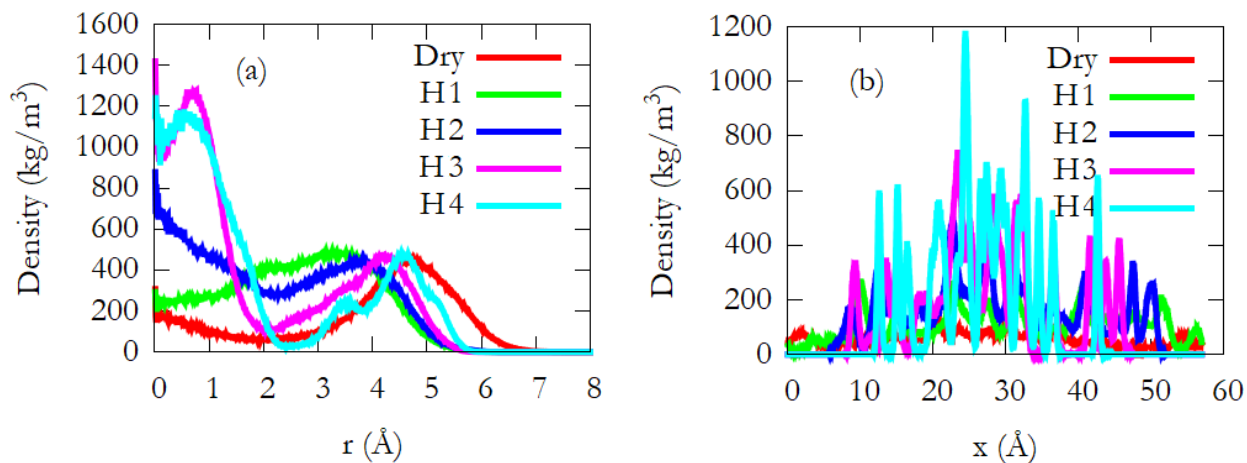 1600
1400
1200
1000
800
600
400
200
0
Density (kg/m³)
(a)
Dry
H1
H2
H3
H4
0 1 2 3 4 5 6 7 8
r (Å)
1200
1000
800
600
400
200
0
Density (kg/m³)
(b)
Dry
H1
H2
H3
H4
0 10 20 30 40 50 60
x (Å)